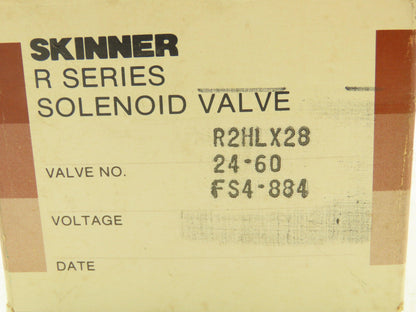 SKINNER
R SERIES
SOLENOID VALVE
R2HLX28
VALVE NO. 24-60
FS4-884
VOLTAGE
DATE